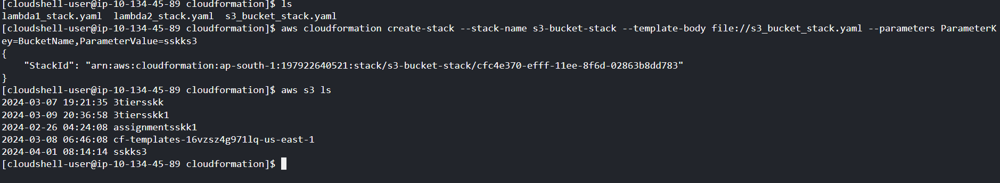 [cloudshell-user@ip-10-134-45-89 cloudformation]$ ls
lambda1_stack.yaml  lambda2_stack.yaml  s3_bucket_stack.yaml
[cloudshell-user@ip-10-134-45-89 cloudformation]$ aws cloudformation create-stack --stack-name s3-bucket-stack --template-body file://s3_bucket_stack.yaml --parameters ParameterK
ey=BucketName,ParameterValue=sskks3
{
    "StackId": "arn:aws:cloudformation:ap-south-1:197922640521:stack/s3-bucket-stack/cfc4e370-efff-11ee-8f6d-02863b8dd783"
}
[cloudshell-user@ip-10-134-45-89 cloudformation]$ aws s3 ls
2024-03-07 19:21:35 3tiersskk
2024-03-09 20:36:58 3tiersskk1
2024-02-26 04:24:08 assignmentsskk1
2024-03-08 06:46:08 cf-templates-16vzsz4g971lq-us-east-1
2024-04-01 08:14:14 sskks3
[cloudshell-user@ip-10-134-45-89 cloudformation]$